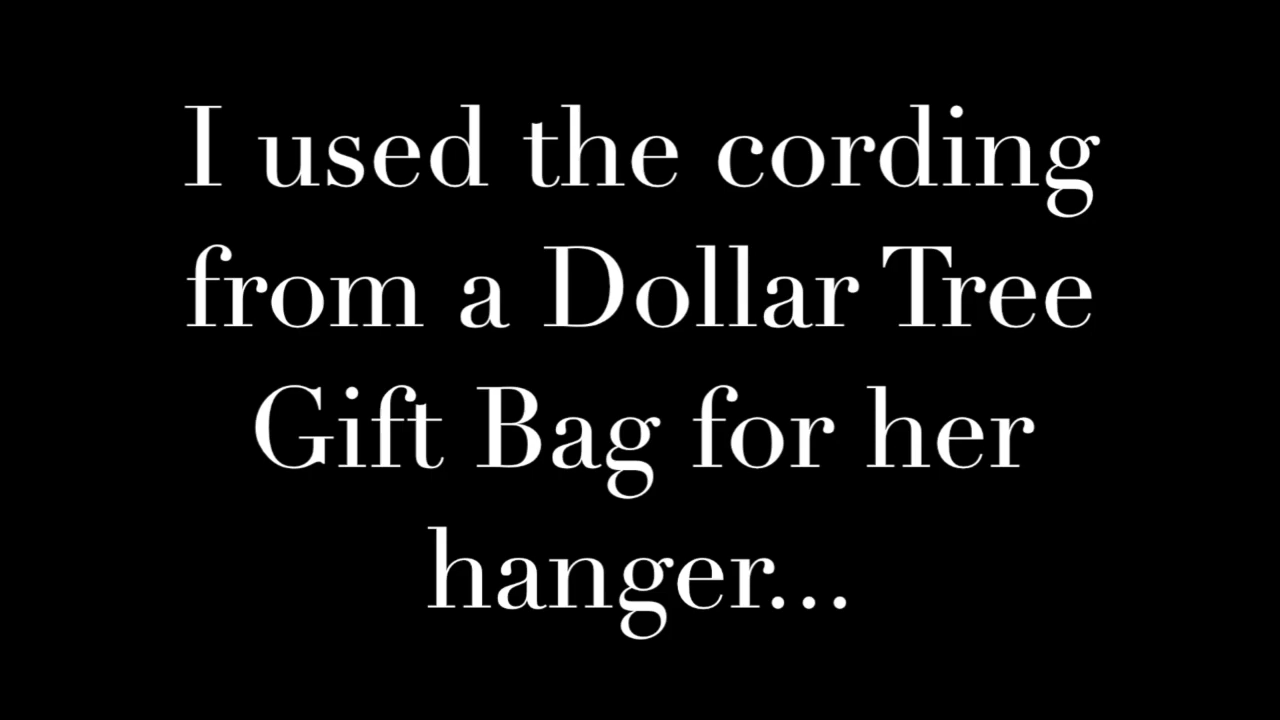 I used the cording
from a Dollar Tree
Gift Bag for her
hanger...